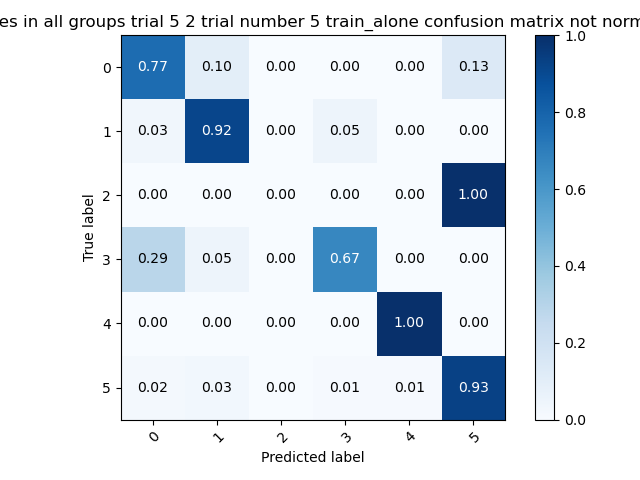 es in all groups trial 5 2 trial number 5 train_alone confusion matrix not norm
0 0.77 0.10 0.00 0.00 0.00 0.13
1 0.03 0.92 0.00 0.05 0.00 0.00
2 0.00 0.00 0.00 0.00 0.00 1.00
3 0.29 0.05 0.00 0.67 0.00 0.00
4 0.00 0.00 0.00 0.00 1.00 0.00
5 0.02 0.03 0.00 0.01 0.01 0.93
0 1 2 3 4 5
True label
Predicted label
1.0
0.8
0.6
0.4
0.2
0.0